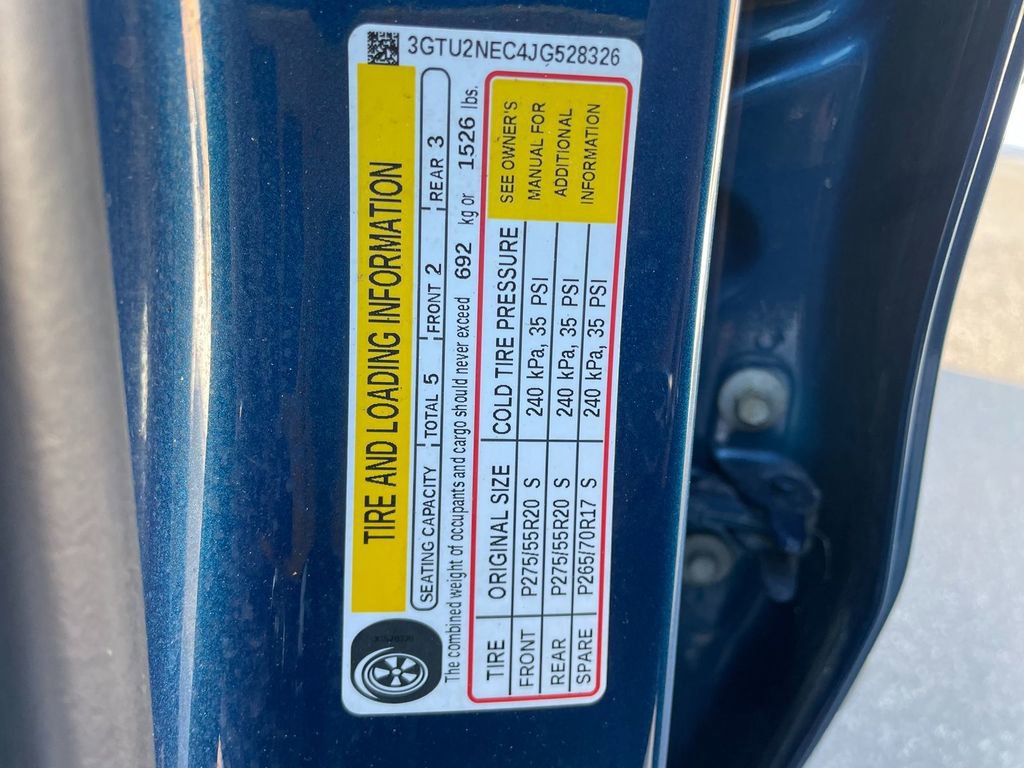 3GTU2NEC4JG528326
TIRE AND LOADING INFORMATION
SEATING CAPACITY TOTAL 5 FRONT 2 REAR 3
The combined weight of occupants and cargo should never exceed 692 kg or 1526 lbs.
TIRE ORIGINAL SIZE COLD TIRE PRESSURE
FRONT P275/55R20 S 240 kPa, 35 PSI
REAR P275/55R20 S 240 kPa, 35 PSI
SPARE P265/70R17 S 240 kPa, 35 PSI
SEE OWNER'S
MANUAL FOR
ADDITIONAL
INFORMATION